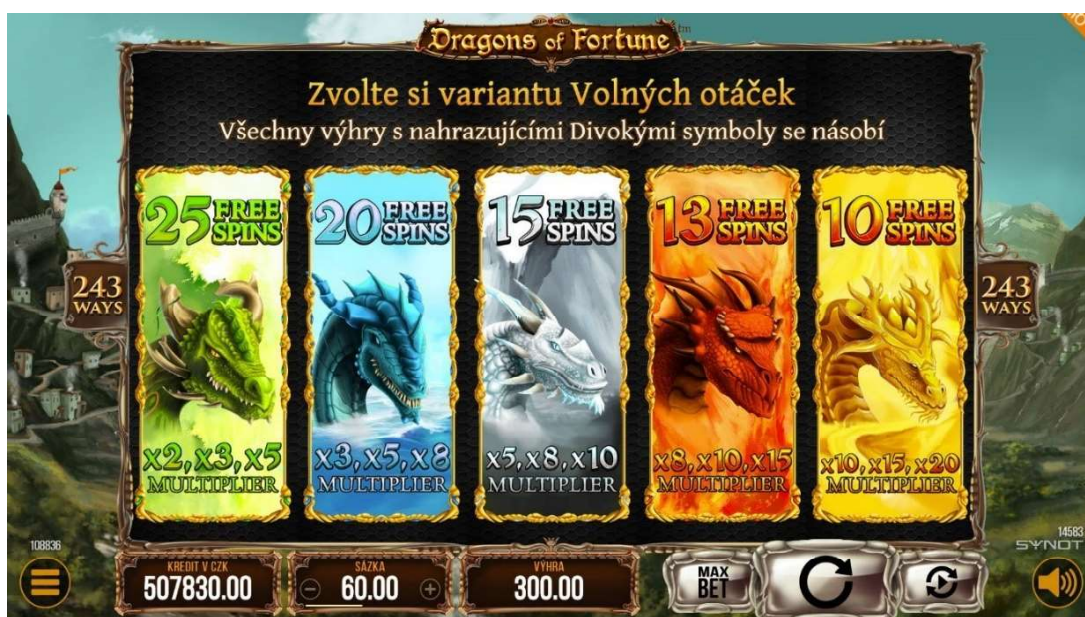 Dragons of Fortune tm
Zvolte si variantu Volných otáček
Všechny výhry s nahrazujícími Divokými symboly se násobí
25 FREE SPINS
x2, x3, x5
MULTIPLIER
20 FREE SPINS
x3, x5, x8
MULTIPLIER
15 FREE SPINS
x5, x8, x10
MULTIPLIER
13 FREE SPINS
x8, x10, x15
MULTIPLIER
10 FREE SPINS
x10, x15, x20
MULTIPLIER
243
WAYS
243
WAYS
108836
14583
SYNOT
KREDIT V CZK
507830.00
SÁZKA
60.00
VÝHRA
300.00
MAX
BET